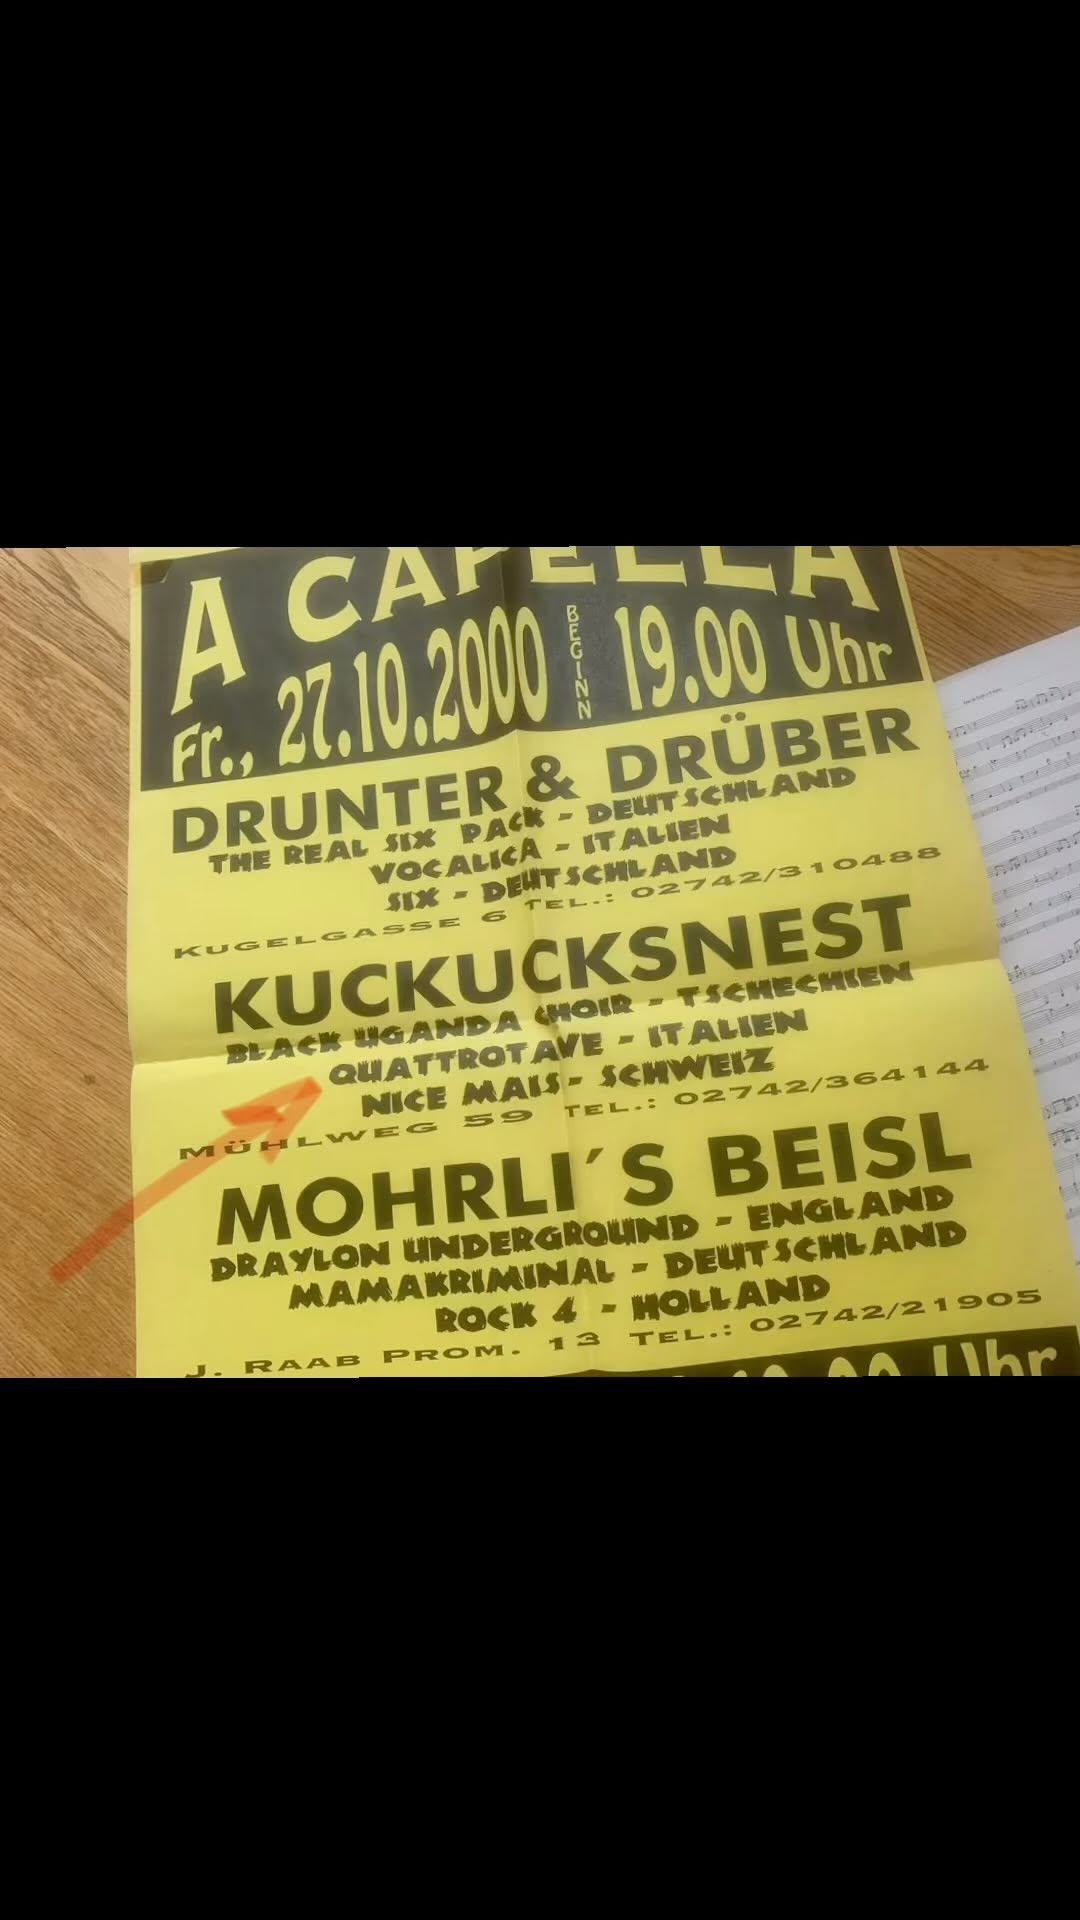 A CAPELLA
Fr., 27.10.2000 BEGINN 19.00 Uhr
DRUNTER & DRÜBER
THE REAL SIX PACK - DEUTSCHLAND
VOCALICA - ITALIEN
SIX - DEUTSCHLAND
KUGELGASSE 6 TEL.: 02742/310488
KUCKUCKSNEST
BLACK UGANDA CHOIR - TSCHECHIEN
QUATTROTAVE - ITALIEN
NICE MAIS - SCHWEIZ
MÜHLWEG 59 TEL.: 02742/364144
MOHRLI´S BEISL
DRAYLON UNDERGROUND - ENGLAND
MAMAKRIMINAL - DEUTSCHLAND
ROCK 4 - HOLLAND
J. RAAB PROM. 13 TEL.: 02742/21905
Uhr